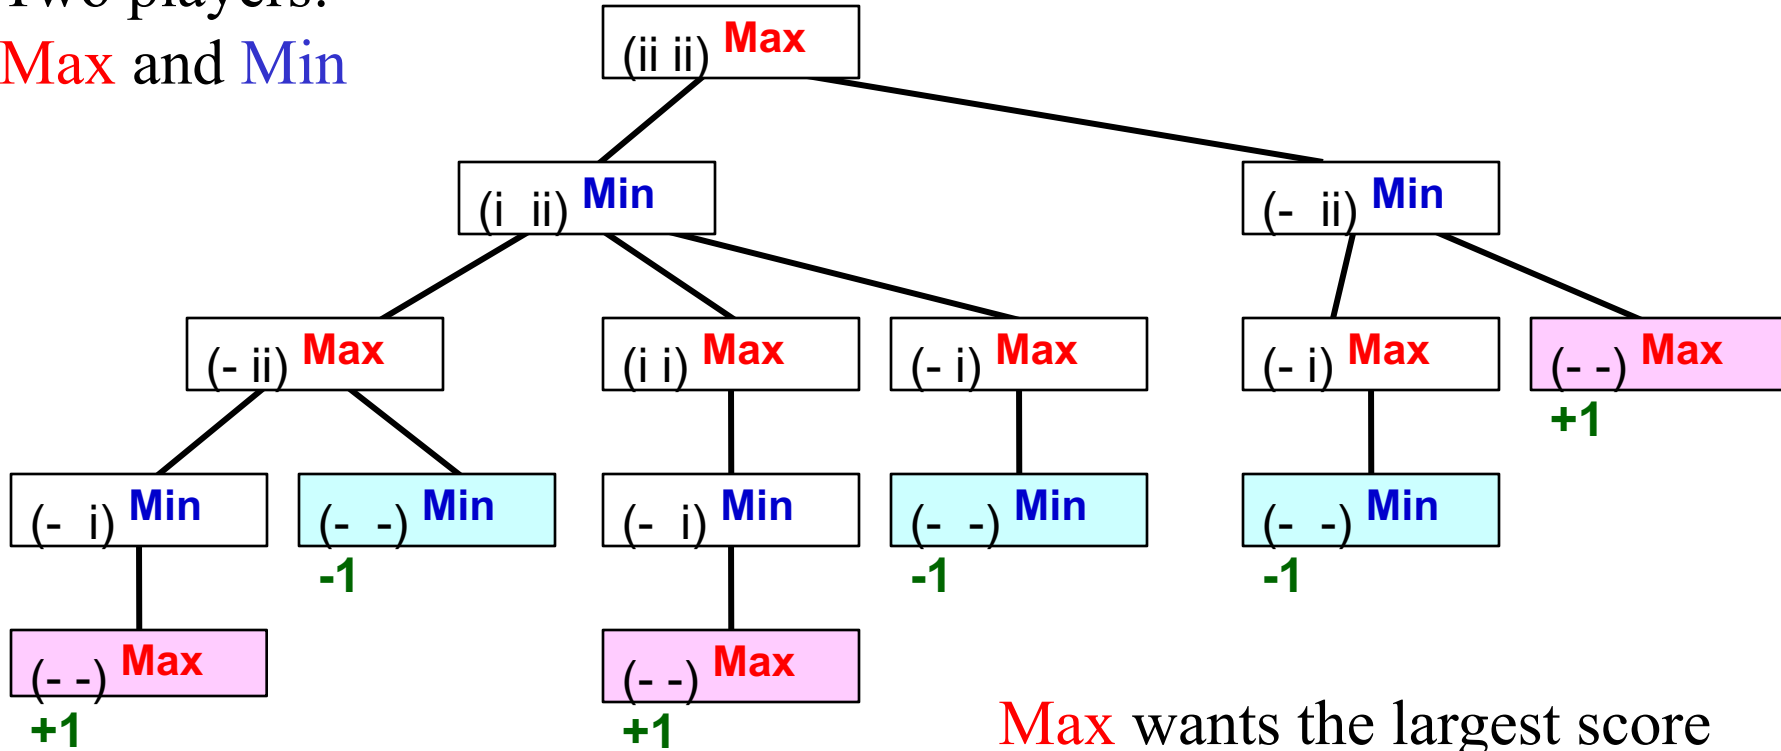 Two players:
Max and Min
(ii ii) Max
(i ii) Min
(- ii) Min
(- ii) Max
(i i) Max
(- i) Max
(- i) Max
(- -) Max
+1
(- i) Min
(- -) Min
-1
(- i) Min
(- -) Min
-1
(- -) Min
-1
(- -) Max
+1
(- -) Max
+1
Max wants the largest score